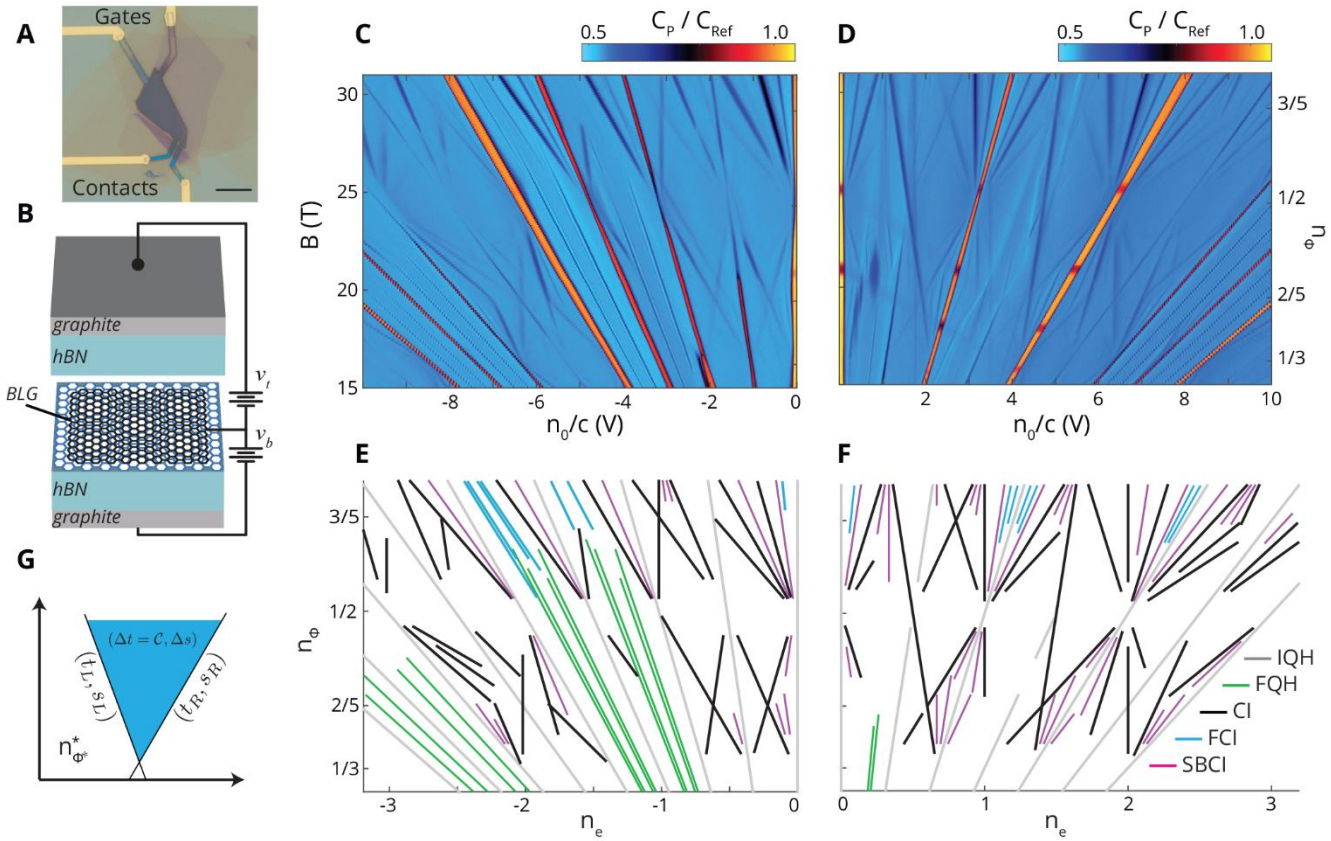 A
Gates
Contacts
B
graphite
hBN
BLG
v_t
v_b
hBN
graphite
C
C_P / C_Ref
0.5
1.0
B (T)
30
25
20
15
-8
-6
-4
-2
0
n_0/c (V)
D
C_P / C_Ref
0.5
1.0
3/5
1/2
2/5
1/3
n_Φ
2
4
6
8
10
n_0/c (V)
E
n_Φ
3/5
1/2
2/5
1/3
-3
-2
-1
0
n_e
F
IQH
FQH
CI
FCI
SBCI
0
1
2
3
n_e
G
(Δt = C, Δs)
(t_L, s_L)
(t_R, s_R)
n*_Φ*